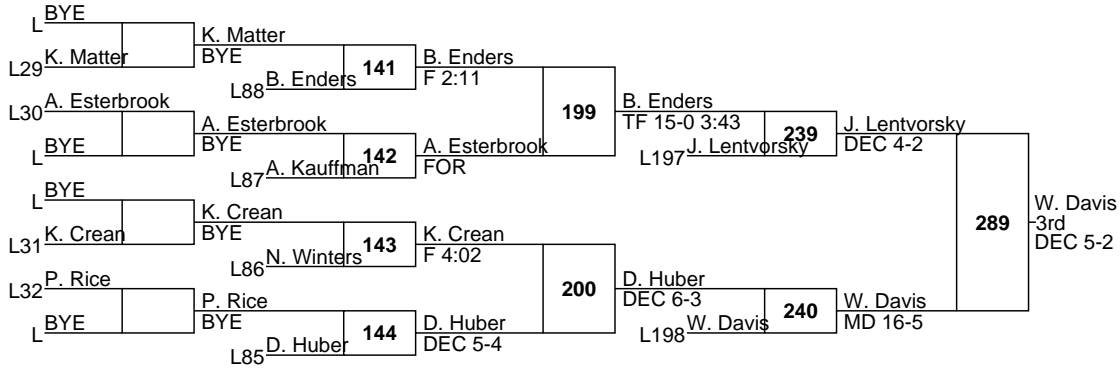 L BYE
L29 K. Matter
K. Matter
BYE
L88 B. Enders
141
B. Enders
F 2:11
L30 A. Esterbrook
L BYE
A. Esterbrook
BYE
L87 A. Kauffman
142
A. Esterbrook
FOR
199
B. Enders
TF 15-0 3:43
L197 J. Lentvorsky
239
J. Lentvorsky
DEC 4-2
L BYE
L31 K. Crean
K. Crean
BYE
L86 N. Winters
143
K. Crean
F 4:02
L32 P. Rice
L BYE
P. Rice
BYE
L85 D. Huber
144
D. Huber
DEC 5-4
200
D. Huber
DEC 6-3
L198 W. Davis
240
W. Davis
MD 16-5
289
W. Davis
3rd
DEC 5-2